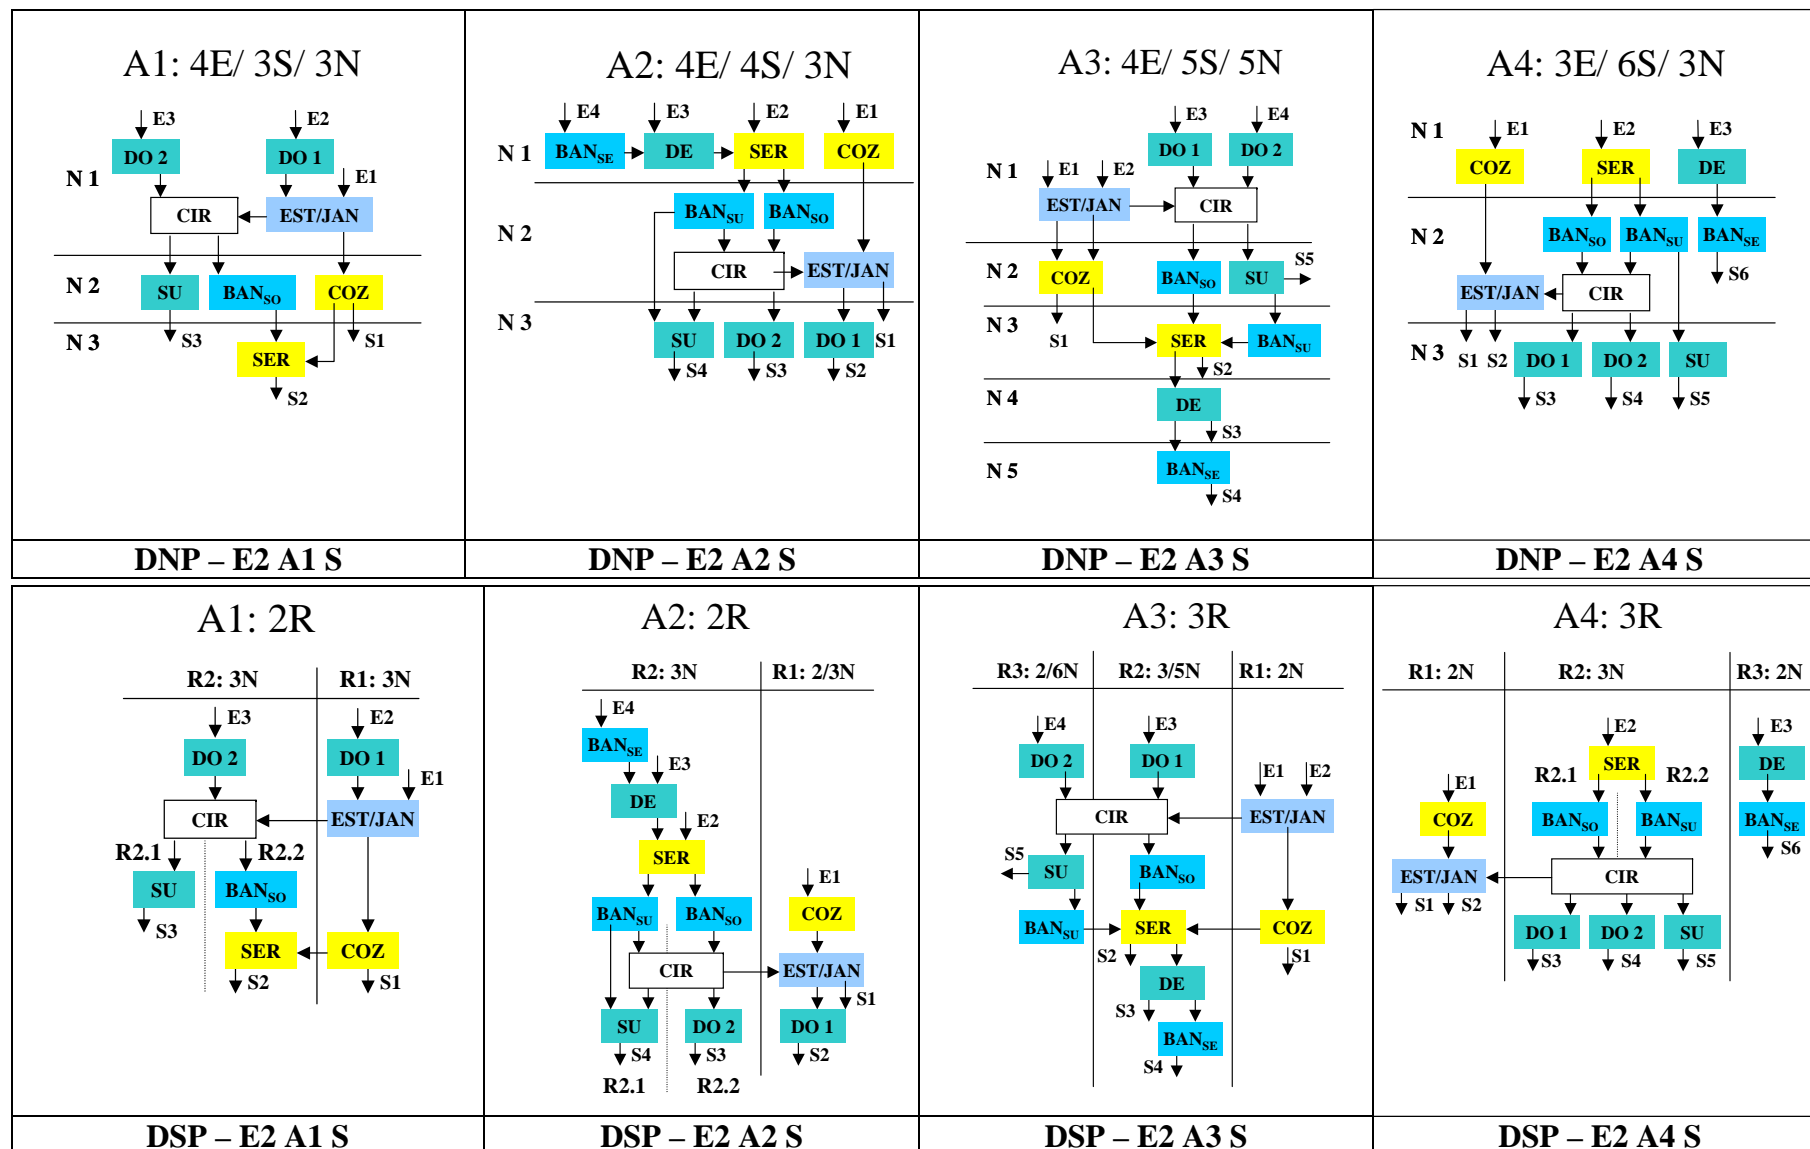 A1: 4E/ 3S/ 3N
E3
E2
DO 2
DO 1
N 1
E1
CIR
EST/JAN
N 2
SU
BANSO
COZ
N 3
S3
S1
SER
S2
DNP – E2 A1 S
A2: 4E/ 4S/ 3N
E4
E3
E2
E1
N 1
BANSE
DE
SER
COZ
BANSU
BANSO
N 2
CIR
EST/JAN
N 3
SU
DO 2
DO 1
S1
S4
S3
S2
DNP – E2 A2 S
A3: 4E/ 5S/ 5N
E3
E4
DO 1
DO 2
N 1
E1
E2
EST/JAN
CIR
N 2
COZ
BANSO
SU
S5
N 3
S1
SER
BANSU
S2
N 4
DE
S3
N 5
BANSE
S4
DNP – E2 A3 S
A4: 3E/ 6S/ 3N
N 1
E1
E2
E3
COZ
SER
DE
N 2
BANSO
BANSU
BANSE
S6
EST/JAN
CIR
N 3
S1
S2
DO 1
DO 2
SU
S3
S4
S5
DNP – E2 A4 S
A1: 2R
R2: 3N
R1: 3N
E3
E2
DO 2
DO 1
E1
CIR
EST/JAN
R2.1
R2.2
SU
BANSO
S3
SER
COZ
S2
S1
DSP – E2 A1 S
A2: 2R
R2: 3N
R1: 2/3N
E4
BANSE
E3
DE
E2
SER
E1
BANSU
BANSO
COZ
CIR
EST/JAN
S1
SU
DO 2
DO 1
S4
S3
S2
R2.1
R2.2
DSP – E2 A2 S
A3: 3R
R3: 2/6N
R2: 3/5N
R1: 2N
E4
E3
DO 2
DO 1
E1
E2
CIR
EST/JAN
S5
SU
BANSO
BANSU
SER
COZ
S2
S1
DE
S3
BANSE
S4
DSP – E2 A3 S
A4: 3R
R1: 2N
R2: 3N
R3: 2N
E2
E3
R2.1
SER
R2.2
DE
E1
COZ
BANSO
BANSU
BANSE
S6
EST/JAN
CIR
S1
S2
DO 1
DO 2
SU
S3
S4
S5
DSP – E2 A4 S